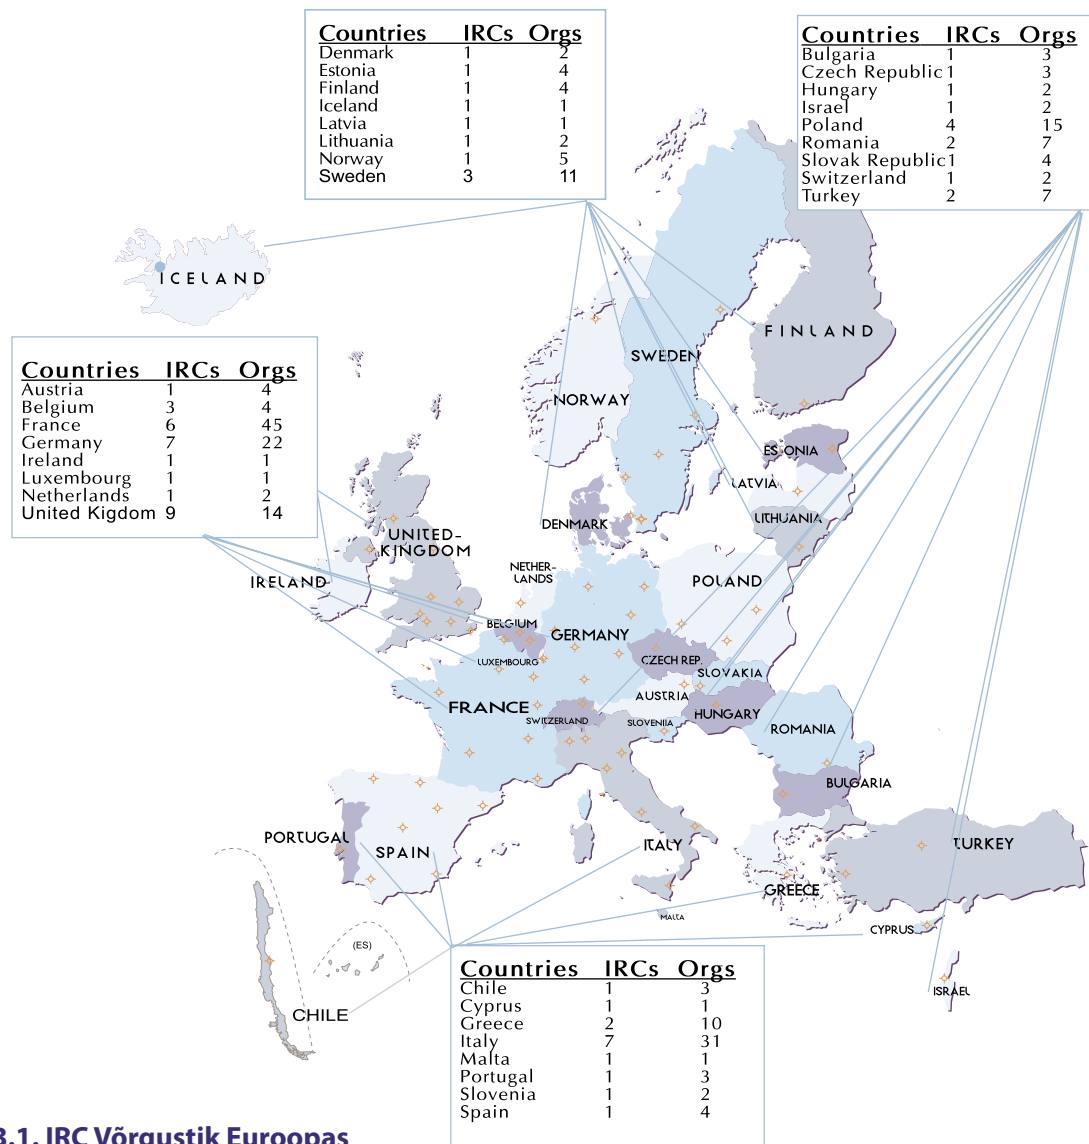 Countries IRCs Orgs
Denmark 1 2
Estonia 1 4
Finland 1 4
Iceland 1 1
Latvia 1 1
Lithuania 1 2
Norway 1 5
Sweden 3 11
Countries IRCs Orgs
Bulgaria 1 3
Czech Republic 1 3
Hungary 1 2
Israel 1 2
Poland 4 15
Romania 2 7
Slovak Republic 1 4
Switzerland 1 2
Turkey 2 7
ICELAND
FINLAND
SWEDEN
NORWAY
Countries IRCs Orgs
Austria 1 4
Belgium 3 4
France 6 45
Germany 7 22
Ireland 1 1
Luxembourg 1 1
Netherlands 1 2
United Kigdom 9 14
ESTONIA
LATVIA
LITHUANIA
DENMARK
UNITED-
KINGDOM
IRELAND
NETHER-
LANDS
POLAND
BELGIUM
GERMANY
LUXEMBOURG
CZECH REP.
SLOVAKIA
AUSTRIA
FRANCE
SWITZERLAND
SLOVENIIA
HUNGARY
ROMANIA
BULGARIA
PORTUGAL
SPAIN
ITALY
TURKEY
GREECE
MALTA
CYPRUS
(ES)
ISRAEL
CHILE
Countries IRCs Orgs
Chile 1 3
Cyprus 1 1
Greece 2 10
Italy 7 31
Malta 1 1
Portugal 1 3
Slovenia 1 2
Spain 1 4
3.1. IRC Võrgustik Euroopas